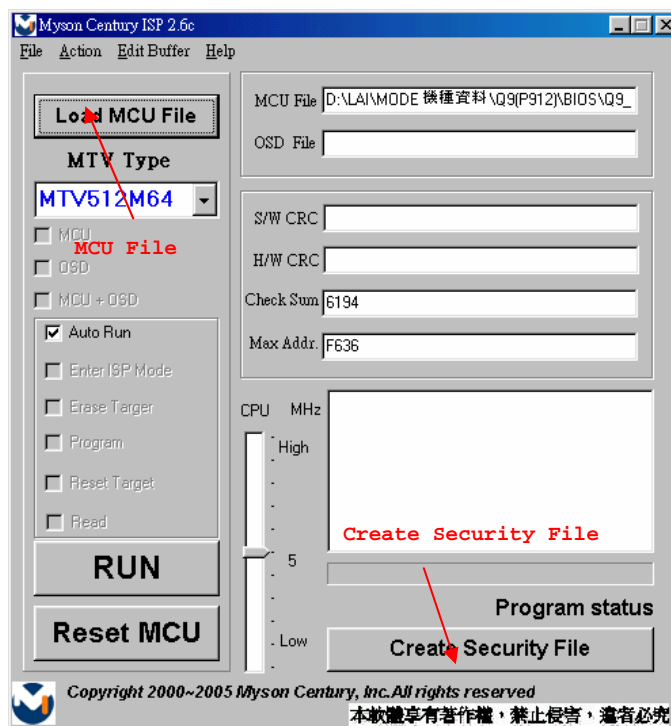 Myson Century ISP 2.6c
File Action Edit Buffer Help
Load MCU File
MTV Type
MTV512M64
MCU
MCU File
OSD
MCU + OSD
Auto Run
Enter ISP Mode
Erase Targer
Program
Reset Target
Read
RUN
Reset MCU
MCU File D:\LAI\MODE 機種資料\Q9(P912)\BIOS\Q9_
OSD File
S/W CRC
H/W CRC
Check Sum 6194
Max Addr. F636
CPU MHz
High
5
Low
Create Security File
Program status
Create Security File
Copyright 2000~2005 Myson Century, Inc.All rights reserved
本軟體享有著作權，禁止侵害，違者必究